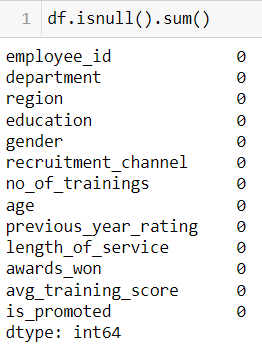 1 df.isnull().sum()
employee_id 0
department 0
region 0
education 0
gender 0
recruitment_channel 0
no_of_trainings 0
age 0
previous_year_rating 0
length_of_service 0
awards_won 0
avg_training_score 0
is_promoted 0
dtype: int64